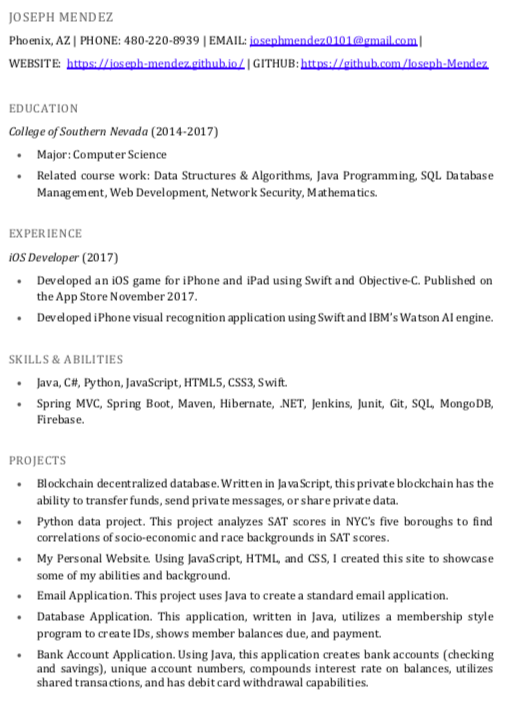 JOSEPH MENDEZ
Phoenix, AZ | PHONE: 480-220-8939 | EMAIL: josephmendez0101@gmail.com |
WEBSITE: https://joseph-mendez.github.io/ | GITHUB: https://github.com/Joseph-Mendez
EDUCATION
College of Southern Nevada (2014-2017)
• Major: Computer Science
• Related course work: Data Structures & Algorithms, Java Programming, SQL Database
Management, Web Development, Network Security, Mathematics.
EXPERIENCE
iOS Developer (2017)
• Developed an iOS game for iPhone and iPad using Swift and Objective-C. Published on
the App Store November 2017.
• Developed iPhone visual recognition application using Swift and IBM's Watson AI engine.
SKILLS & ABILITIES
• Java, C#, Python, JavaScript, HTML5, CSS3, Swift.
• Spring MVC, Spring Boot, Maven, Hibernate, .NET, Jenkins, Junit, Git, SQL, MongoDB,
Firebase.
PROJECTS
• Blockchain decentralized database. Written in JavaScript, this private blockchain has the
ability to transfer funds, send private messages, or share private data.
• Python data project. This project analyzes SAT scores in NYC's five boroughs to find
correlations of socio-economic and race backgrounds in SAT scores.
• My Personal Website. Using JavaScript, HTML, and CSS, I created this site to showcase
some of my abilities and background.
• Email Application. This project uses Java to create a standard email application.
• Database Application. This application, written in Java, utilizes a membership style
program to create IDs, shows member balances due, and payment.
• Bank Account Application. Using Java, this application creates bank accounts (checking
and savings), unique account numbers, compounds interest rate on balances, utilizes
shared transactions, and has debit card withdrawal capabilities.